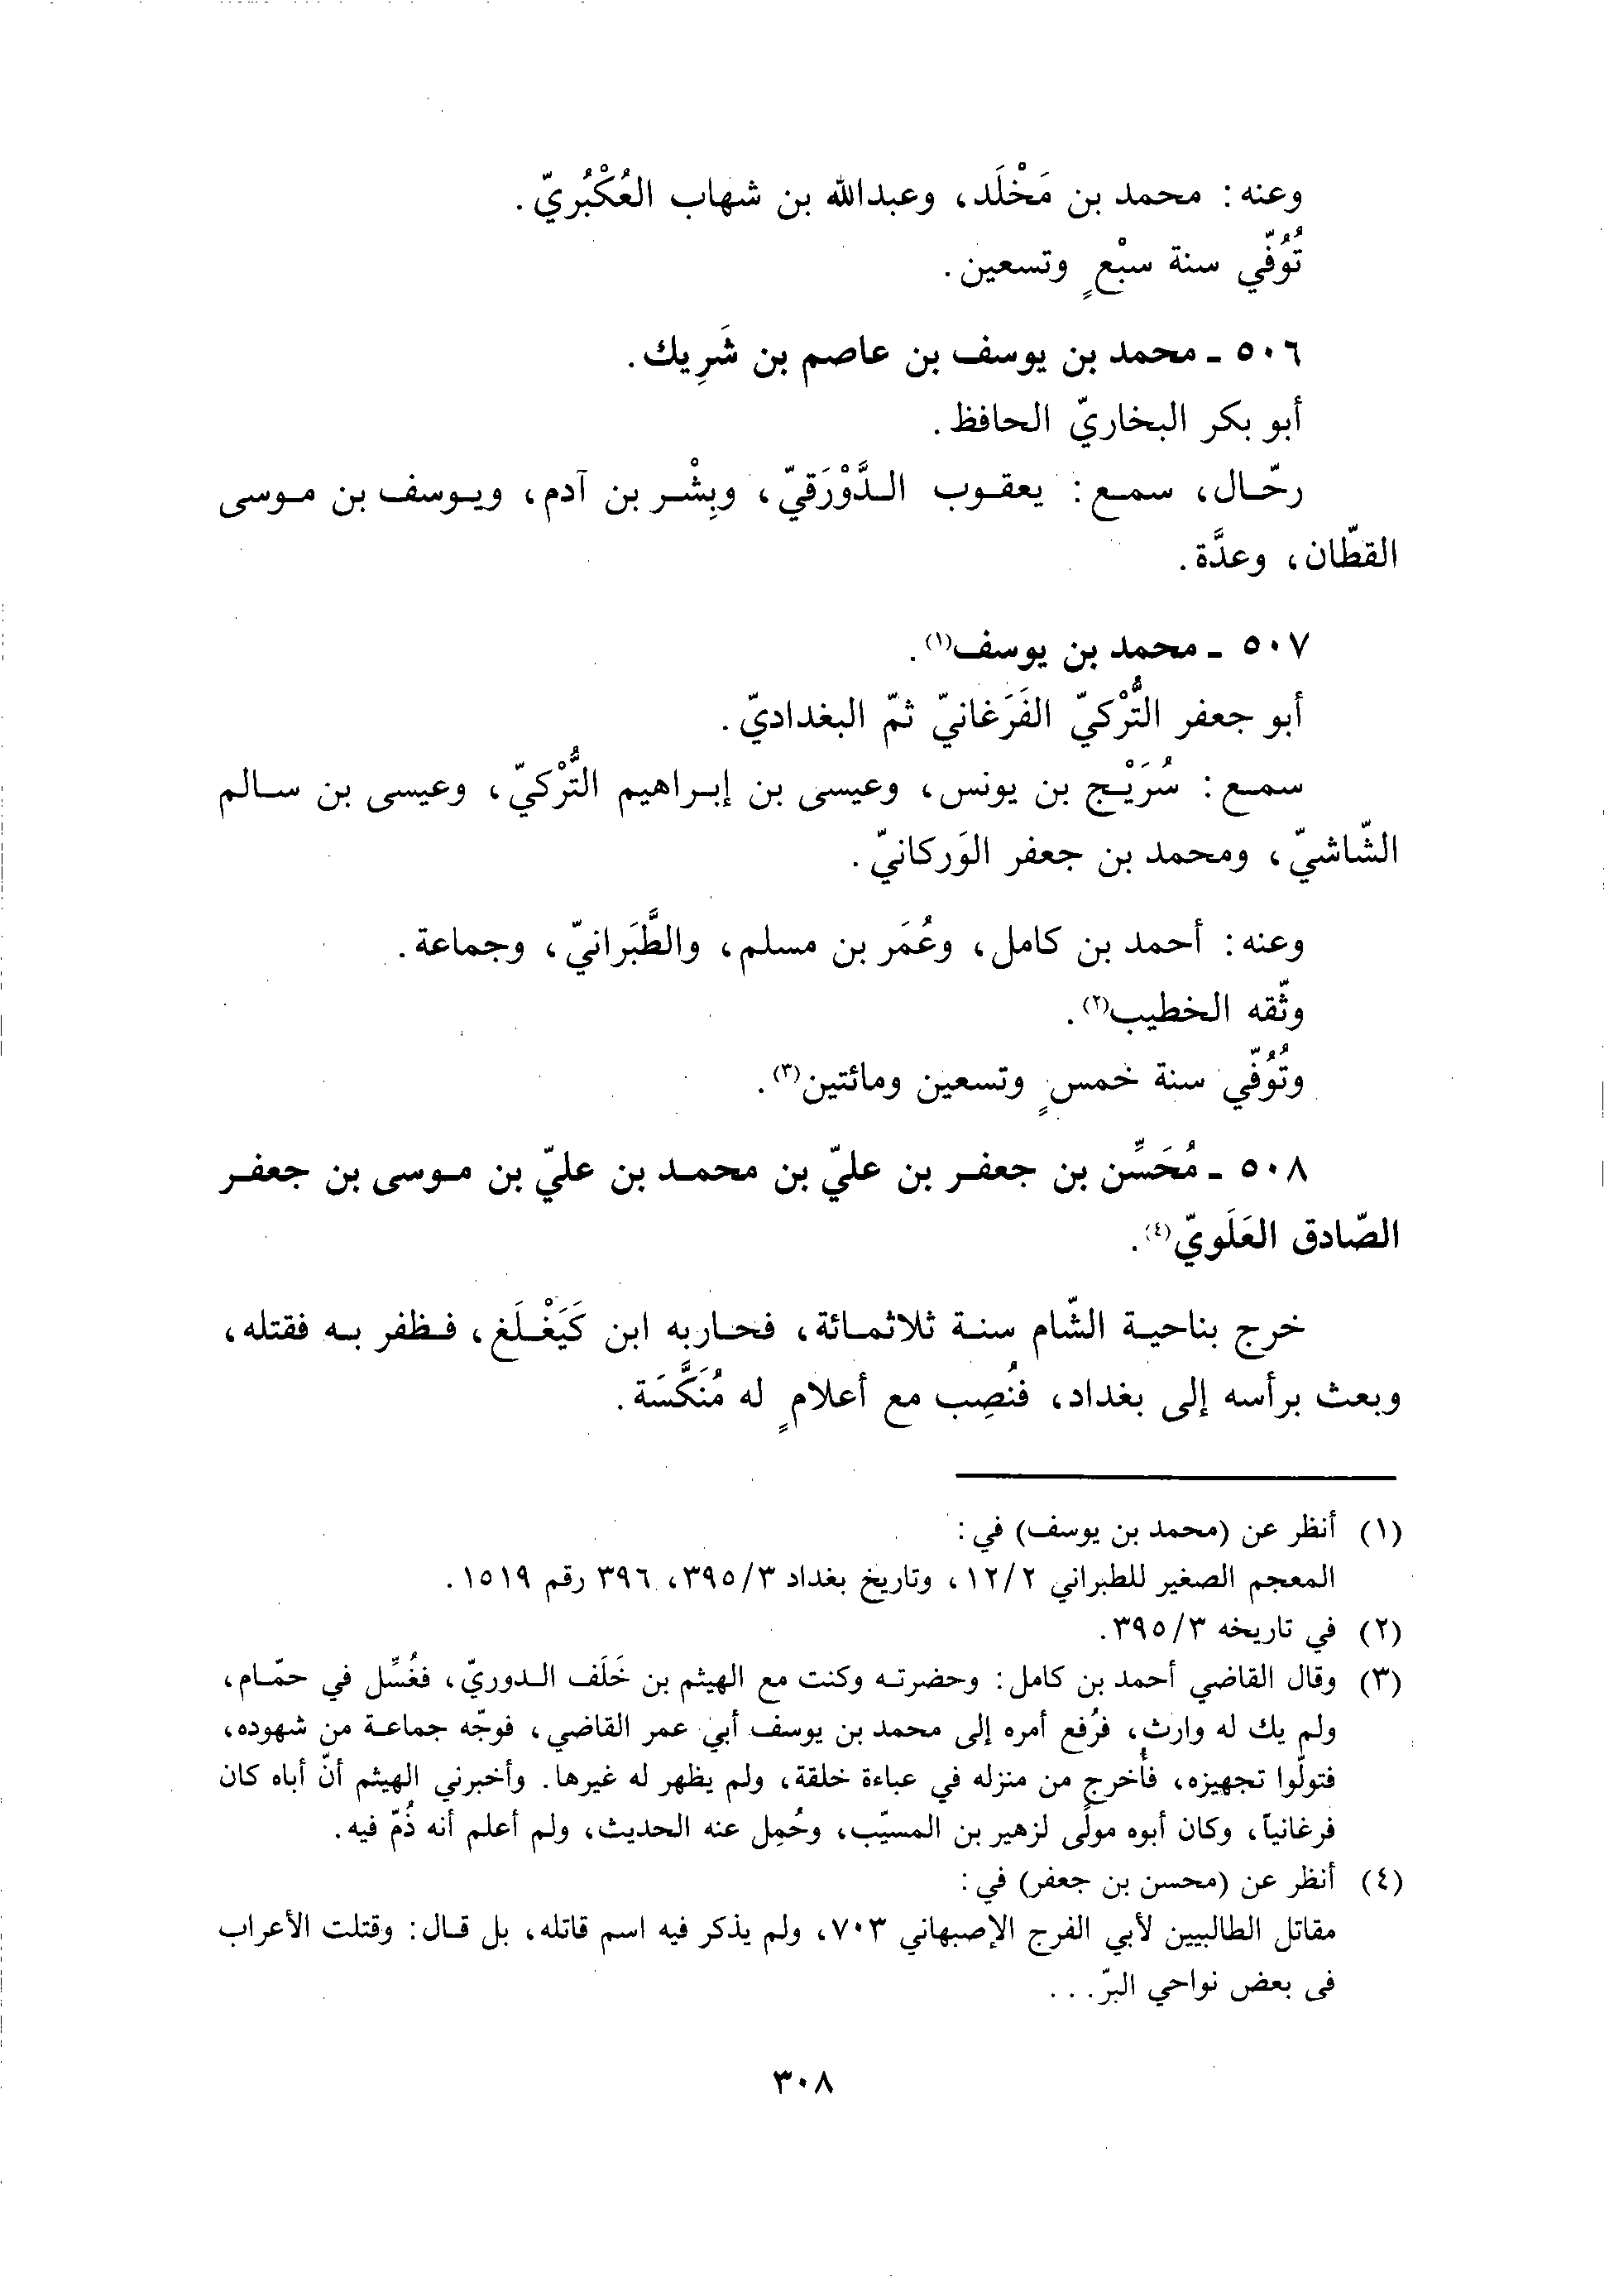 وعنه: محمد بن مَخْلَد، وعبدالله بن شهاب العُكْبُريّ.
تُوُفّي سنة سبْعٍ وتسعين.
٥٠٦ ـ محمد بن يوسف بن عاصم بن شَرِيك.
أبو بكر البخاريّ الحافظ.
رحّال، سمع: يعقوب الدَّوْرَقيّ، وبِشْر بن آدم، ويوسف بن موسى
القطّان، وعدَّة.
٥٠٧ ـ محمد بن يوسف(١).
أبو جعفر التُّرْكيّ الفَرَغانيّ ثمّ البغداديّ.
سمع: سُرَيْج بن يونس، وعيسى بن إبراهيم التُّرْكيّ، وعيسى بن سالم
الشّاشيّ، ومحمد بن جعفر الوَركانيّ.
وعنه: أحمد بن كامل، وعُمَر بن مسلم، والطَّبَرانيّ، وجماعة.
وثّقه الخطيب(٢).
وتُوُفّي سنة خمسٍ وتسعين ومائتين(٣).
٥٠٨ ـ مُحَسِّن بن جعفر بن عليّ بن محمد بن عليّ بن موسى بن جعفر
الصّادق العَلَويّ(٤).
خرج بناحية الشّام سنة ثلاثمائة، فحاربه ابن كَيَغْلَغ، فظفر به فقتله،
وبعث برأسه إلى بغداد، فنُصِب مع أعلامٍ له مُنَكَّسَة.
(١) أنظر عن (محمد بن يوسف) في:
المعجم الصغير للطبراني ١٢/٢، وتاريخ بغداد ٣٩٥/٣، ٣٩٦ رقم ١٥١٩.
(٢) في تاريخه ٣٩٥/٣.
(٣) وقال القاضي أحمد بن كامل: وحضرته وكنت مع الهيثم بن خَلَف الدوريّ، فغُسِّل في حمّام،
ولم يك له وارث، فرُفع أمره إلى محمد بن يوسف أبي عمر القاضي، فوجّه جماعة من شهوده،
فتولّوا تجهيزه، فأُخرج من منزله في عباءة خلقة، ولم يظهر له غيرها. وأخبرني الهيثم أنّ أباه كان
فرغانياً، وكان أبوه مولًى لزهير بن المسيّب، وحُمِل عنه الحديث، ولم أعلم أنه ذُمّ فيه.
(٤) أنظر عن (محسن بن جعفر) في:
مقاتل الطالبيين لأبي الفرج الإصبهاني ٧٠٣، ولم يذكر فيه اسم قاتله، بل قال: وقتلت الأعراب
فى بعض نواحي البرّ...
٣٠٨